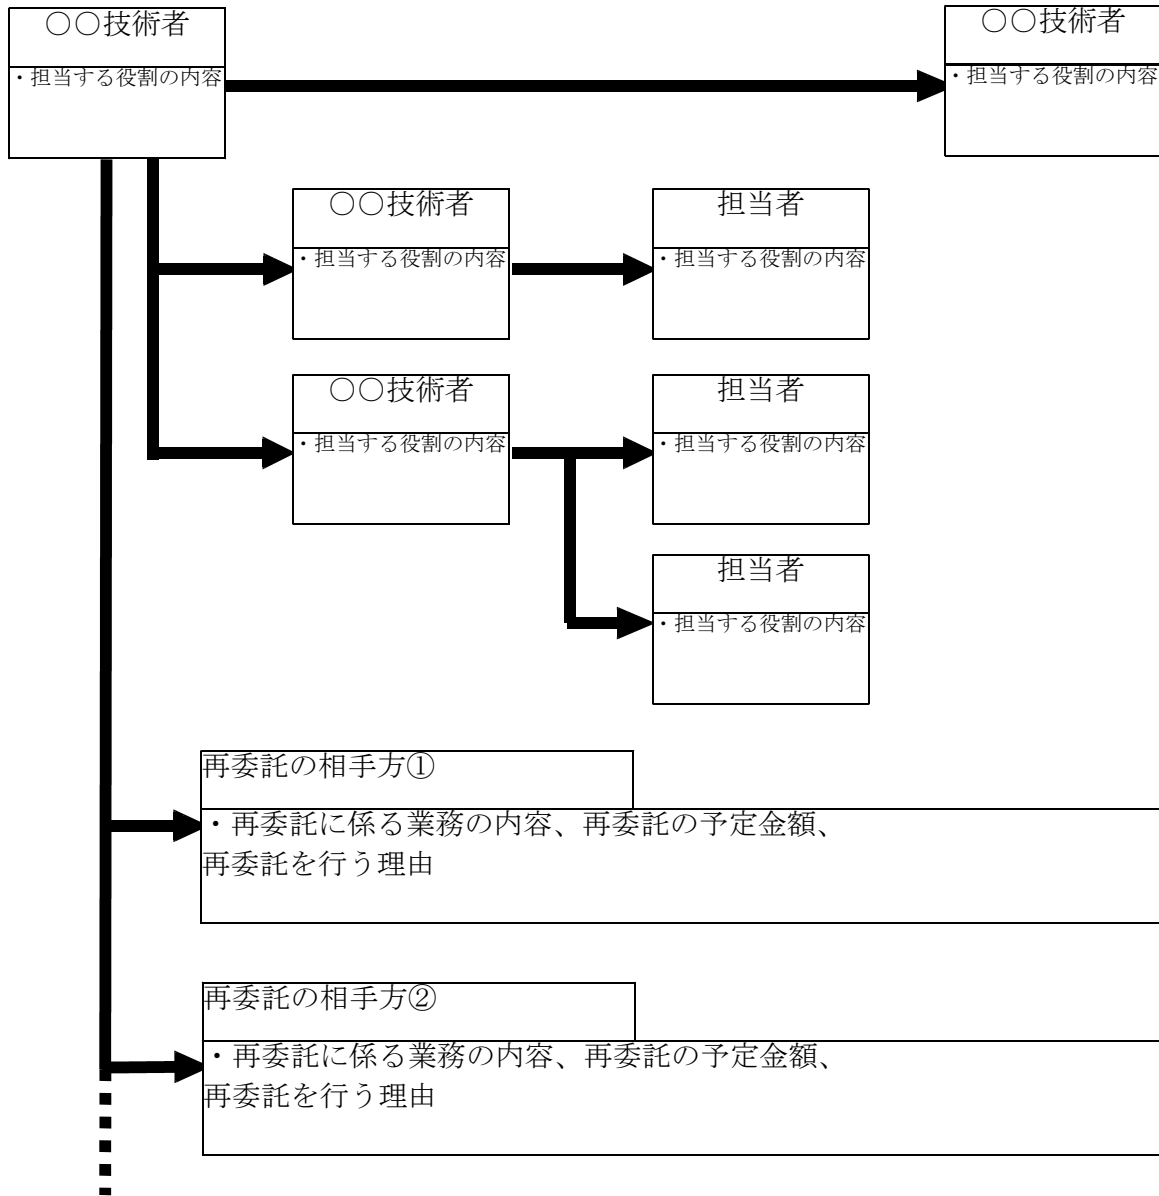 〇〇技術者
・担当する役割の内容
〇〇技術者
・担当する役割の内容
〇〇技術者
・担当する役割の内容
担当者
・担当する役割の内容
〇〇技術者
・担当する役割の内容
担当者
・担当する役割の内容
担当者
・担当する役割の内容
再委託の相手方①
・再委託に係る業務の内容、再委託の予定金額、
再委託を行う理由
再委託の相手方②
・再委託に係る業務の内容、再委託の予定金額、
再委託を行う理由